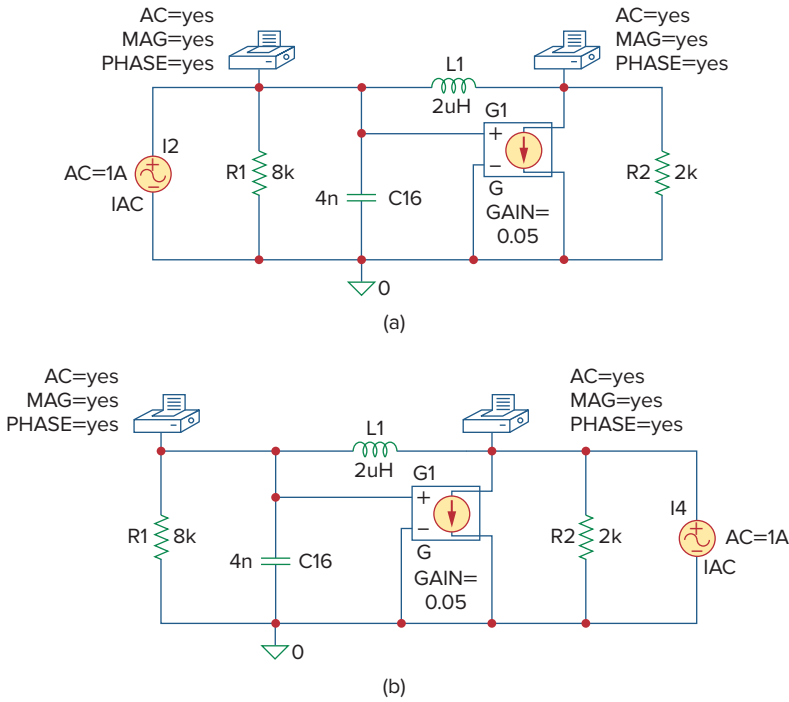 AC=yes
MAG=yes
PHASE=yes
AC=yes
MAG=yes
PHASE=yes
L1
2uH
G1
I2
AC=1A
IAC
R1
8k
4n
C16
+
−
G
GAIN=
0.05
R2
2k
0
(a)
AC=yes
MAG=yes
PHASE=yes
AC=yes
MAG=yes
PHASE=yes
L1
2uH
G1
R1
8k
4n
C16
+
−
G
GAIN=
0.05
R2
2k
I4
AC=1A
IAC
0
(b)